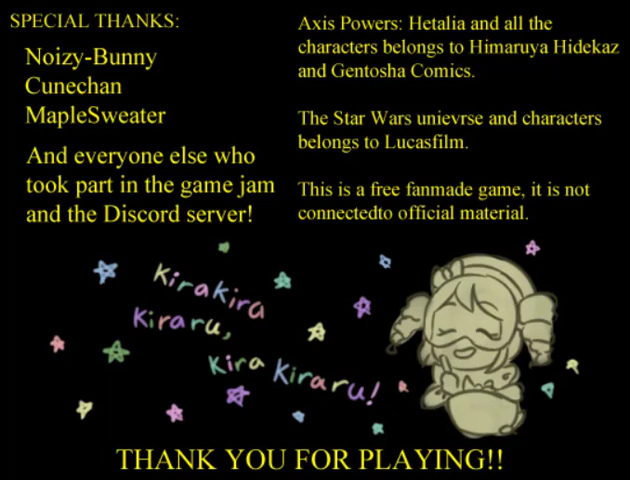 SPECIAL THANKS:
Noizy-Bunny
Cunechan
MapleSweater
And everyone else who
took part in the game jam
and the Discord server!
Axis Powers: Hetalia and all the
characters belongs to Himaruya Hidekaz
and Gentosha Comics.
The Star Wars unievrse and characters
belongs to Lucasfilm.
This is a free fanmade game, it is not
connectedto official material.
Kirakira
Kiraru,
Kira Kiraru!
THANK YOU FOR PLAYING!!